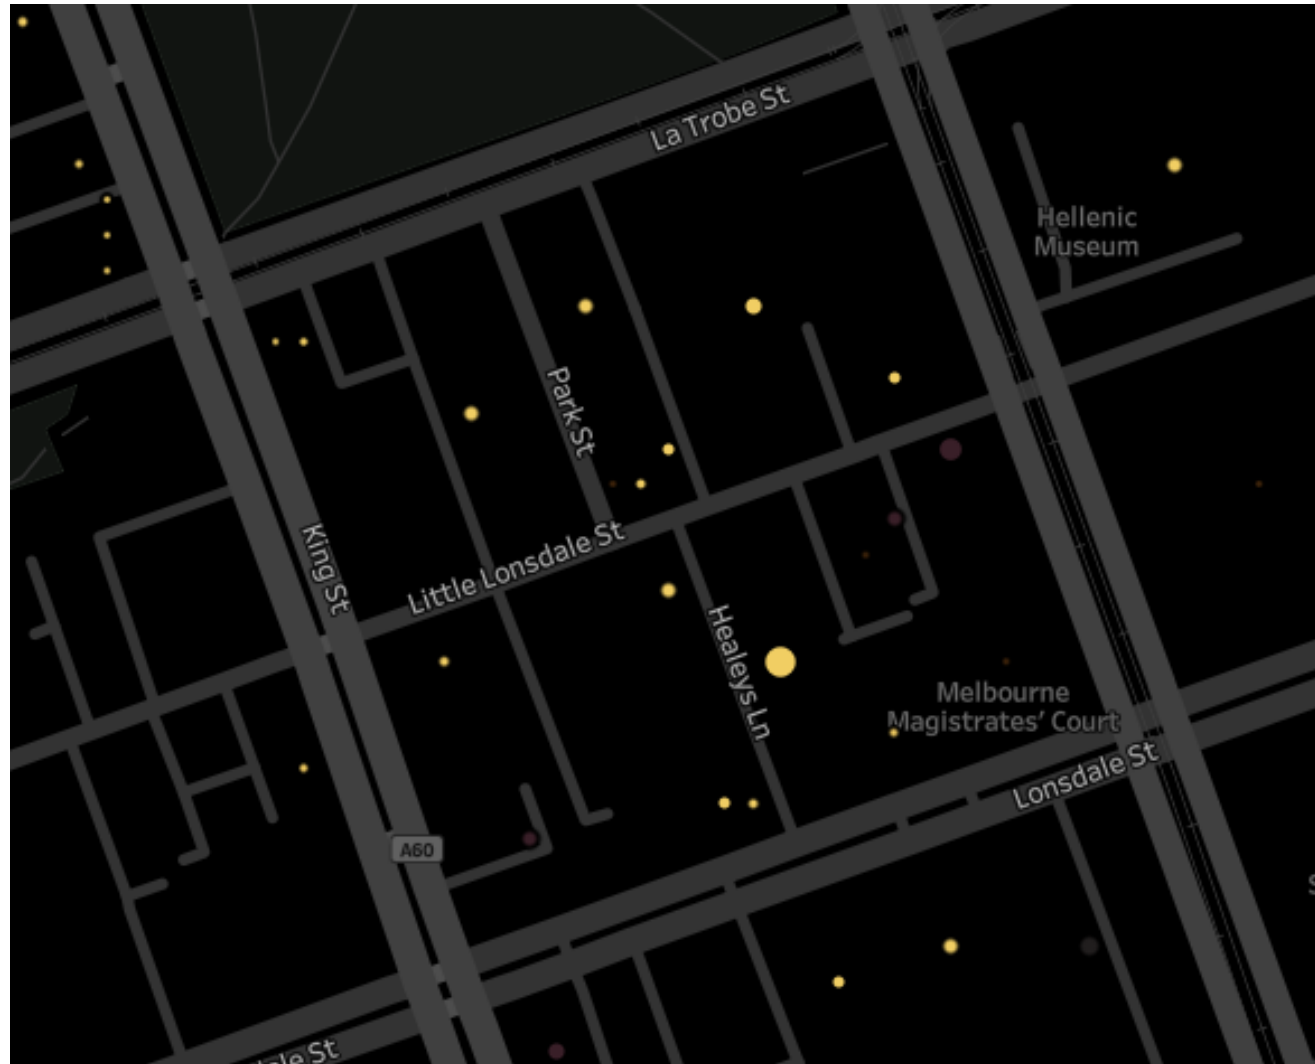 La Trobe St
Hellenic
Museum
Park St
King St
Little Lonsdale St
Healeys Ln
Melbourne
Magistrates' Court
Lonsdale St
A60